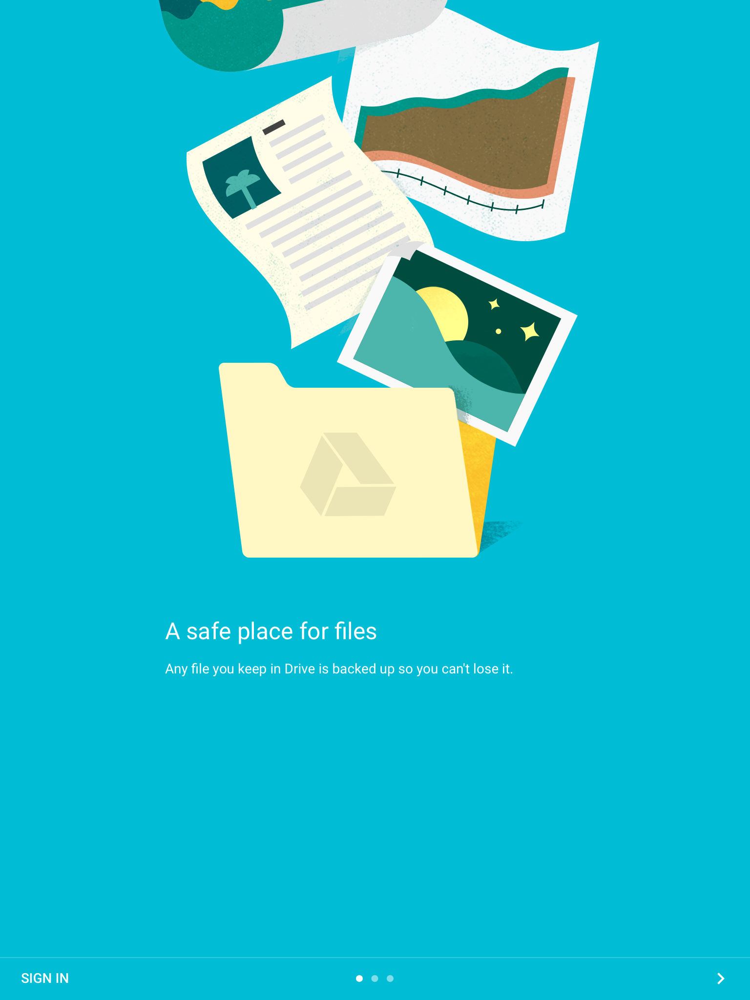 A safe place for files
Any file you keep in Drive is backed up so you can't lose it.
SIGN IN